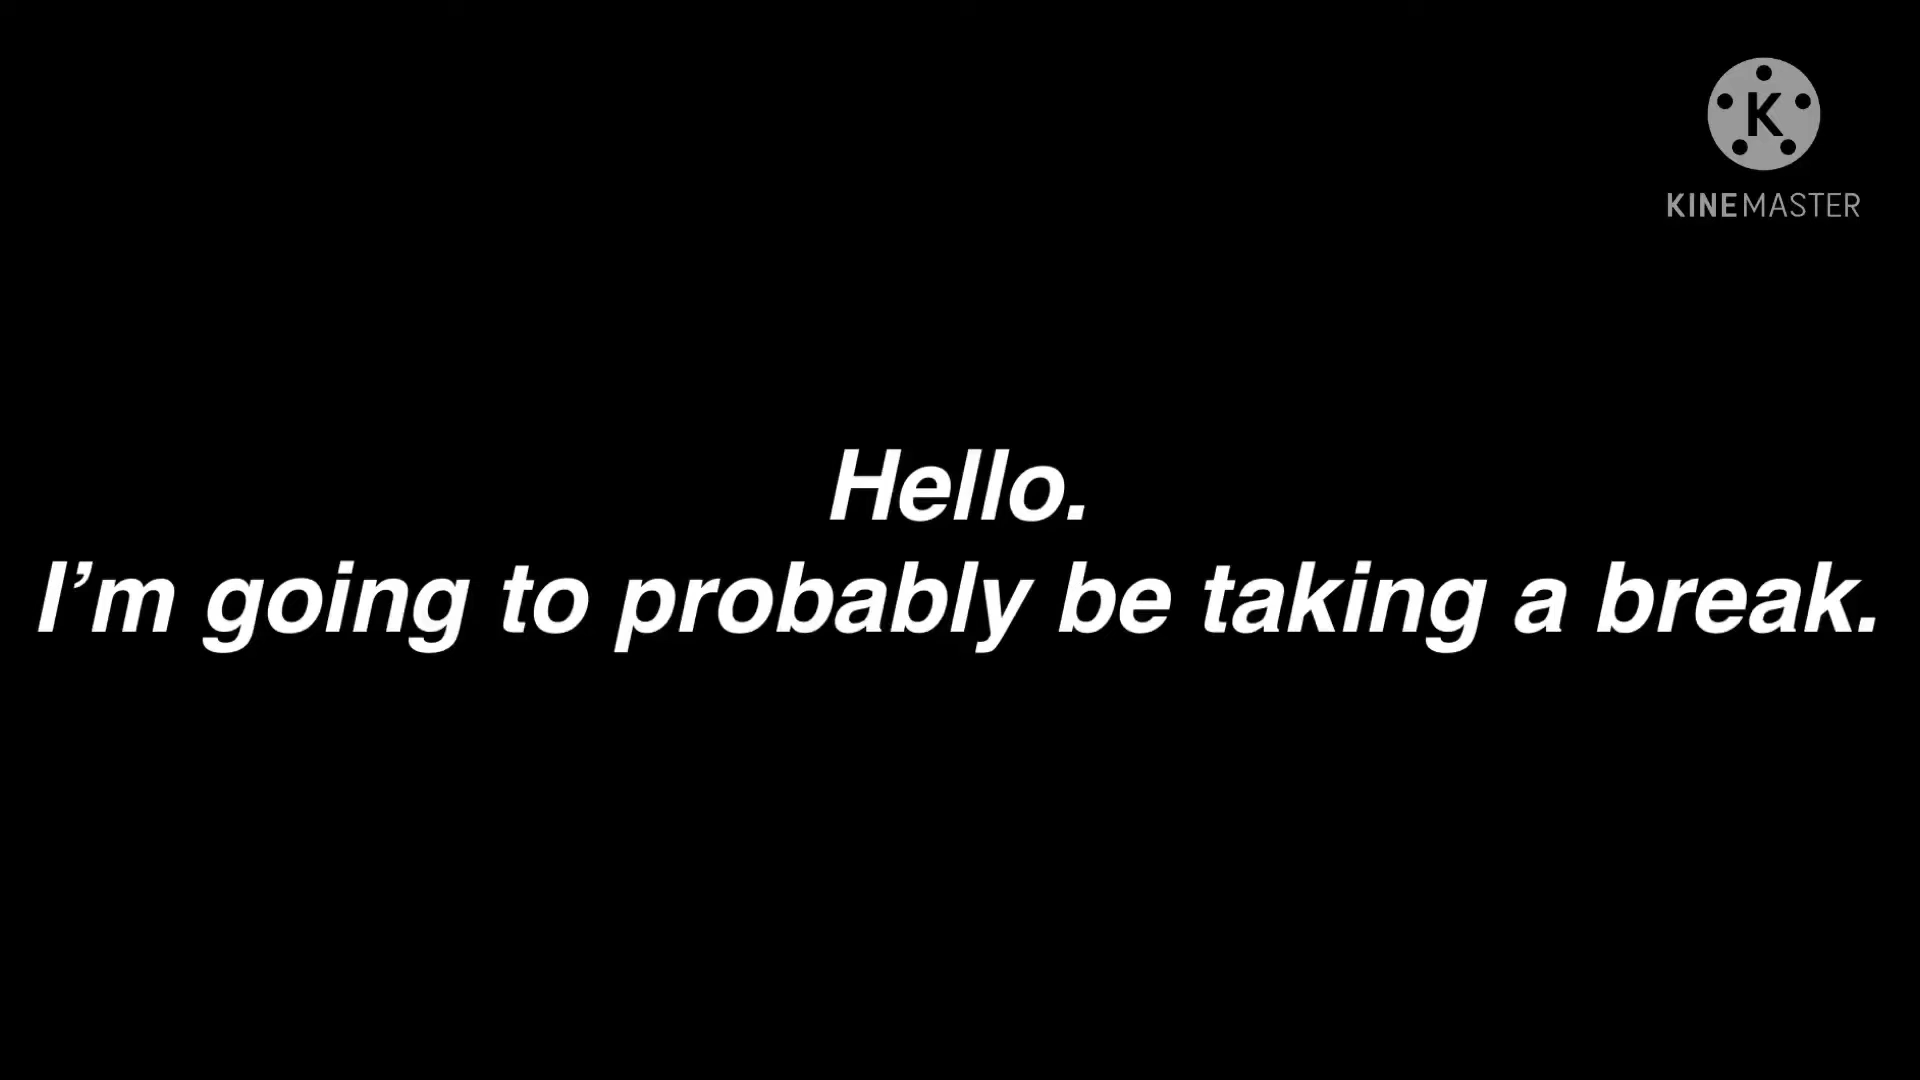 K
KINEMASTER
Hello.
I’m going to probably be taking a break.